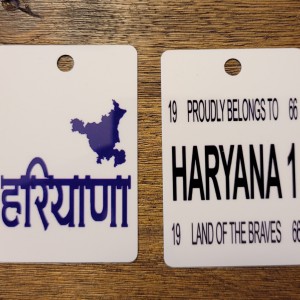 हरियाणा
19 PROUDLY BELONGS TO 66
HARYANA 1
19 LAND OF THE BRAVES 66